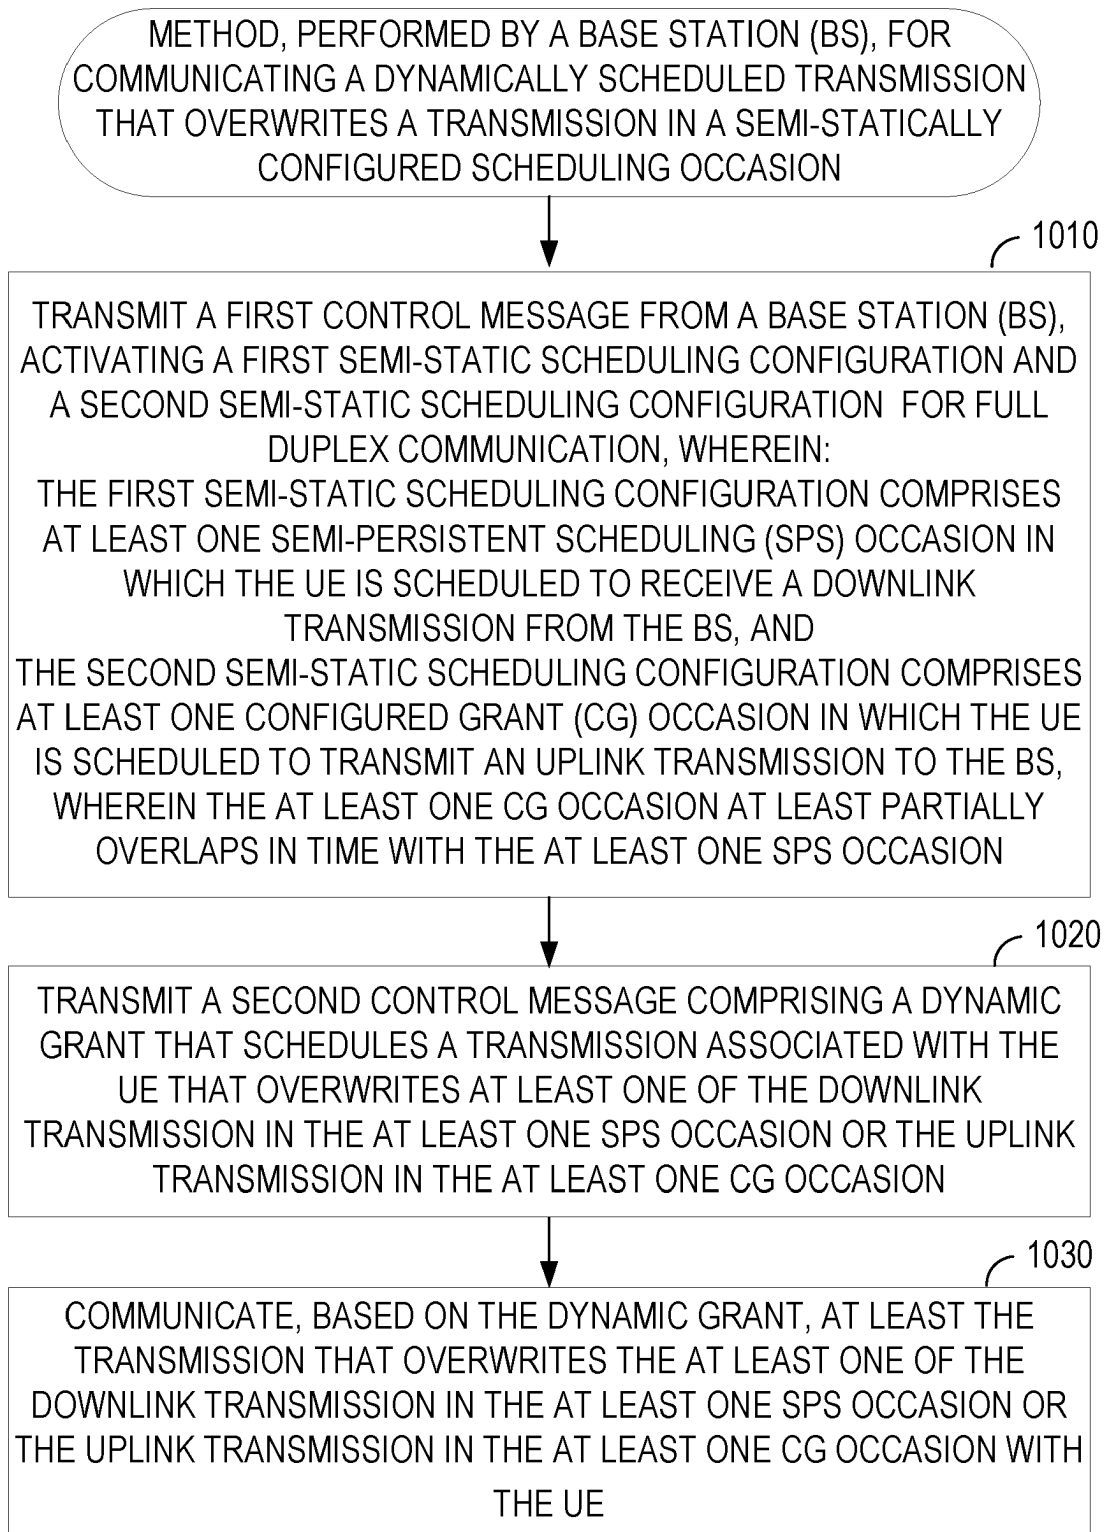 METHOD, PERFORMED BY A BASE STATION (BS), FOR
COMMUNICATING A DYNAMICALLY SCHEDULED TRANSMISSION
THAT OVERWRITES A TRANSMISSION IN A SEMI-STATICALLY
CONFIGURED SCHEDULING OCCASION
1010
TRANSMIT A FIRST CONTROL MESSAGE FROM A BASE STATION (BS),
ACTIVATING A FIRST SEMI-STATIC SCHEDULING CONFIGURATION AND
A SECOND SEMI-STATIC SCHEDULING CONFIGURATION FOR FULL
DUPLEX COMMUNICATION, WHEREIN:
THE FIRST SEMI-STATIC SCHEDULING CONFIGURATION COMPRISES
AT LEAST ONE SEMI-PERSISTENT SCHEDULING (SPS) OCCASION IN
WHICH THE UE IS SCHEDULED TO RECEIVE A DOWNLINK
TRANSMISSION FROM THE BS, AND
THE SECOND SEMI-STATIC SCHEDULING CONFIGURATION COMPRISES
AT LEAST ONE CONFIGURED GRANT (CG) OCCASION IN WHICH THE UE
IS SCHEDULED TO TRANSMIT AN UPLINK TRANSMISSION TO THE BS,
WHEREIN THE AT LEAST ONE CG OCCASION AT LEAST PARTIALLY
OVERLAPS IN TIME WITH THE AT LEAST ONE SPS OCCASION
1020
TRANSMIT A SECOND CONTROL MESSAGE COMPRISING A DYNAMIC
GRANT THAT SCHEDULES A TRANSMISSION ASSOCIATED WITH THE
UE THAT OVERWRITES AT LEAST ONE OF THE DOWNLINK
TRANSMISSION IN THE AT LEAST ONE SPS OCCASION OR THE UPLINK
TRANSMISSION IN THE AT LEAST ONE CG OCCASION
1030
COMMUNICATE, BASED ON THE DYNAMIC GRANT, AT LEAST THE
TRANSMISSION THAT OVERWRITES THE AT LEAST ONE OF THE
DOWNLINK TRANSMISSION IN THE AT LEAST ONE SPS OCCASION OR
THE UPLINK TRANSMISSION IN THE AT LEAST ONE CG OCCASION WITH
THE UE